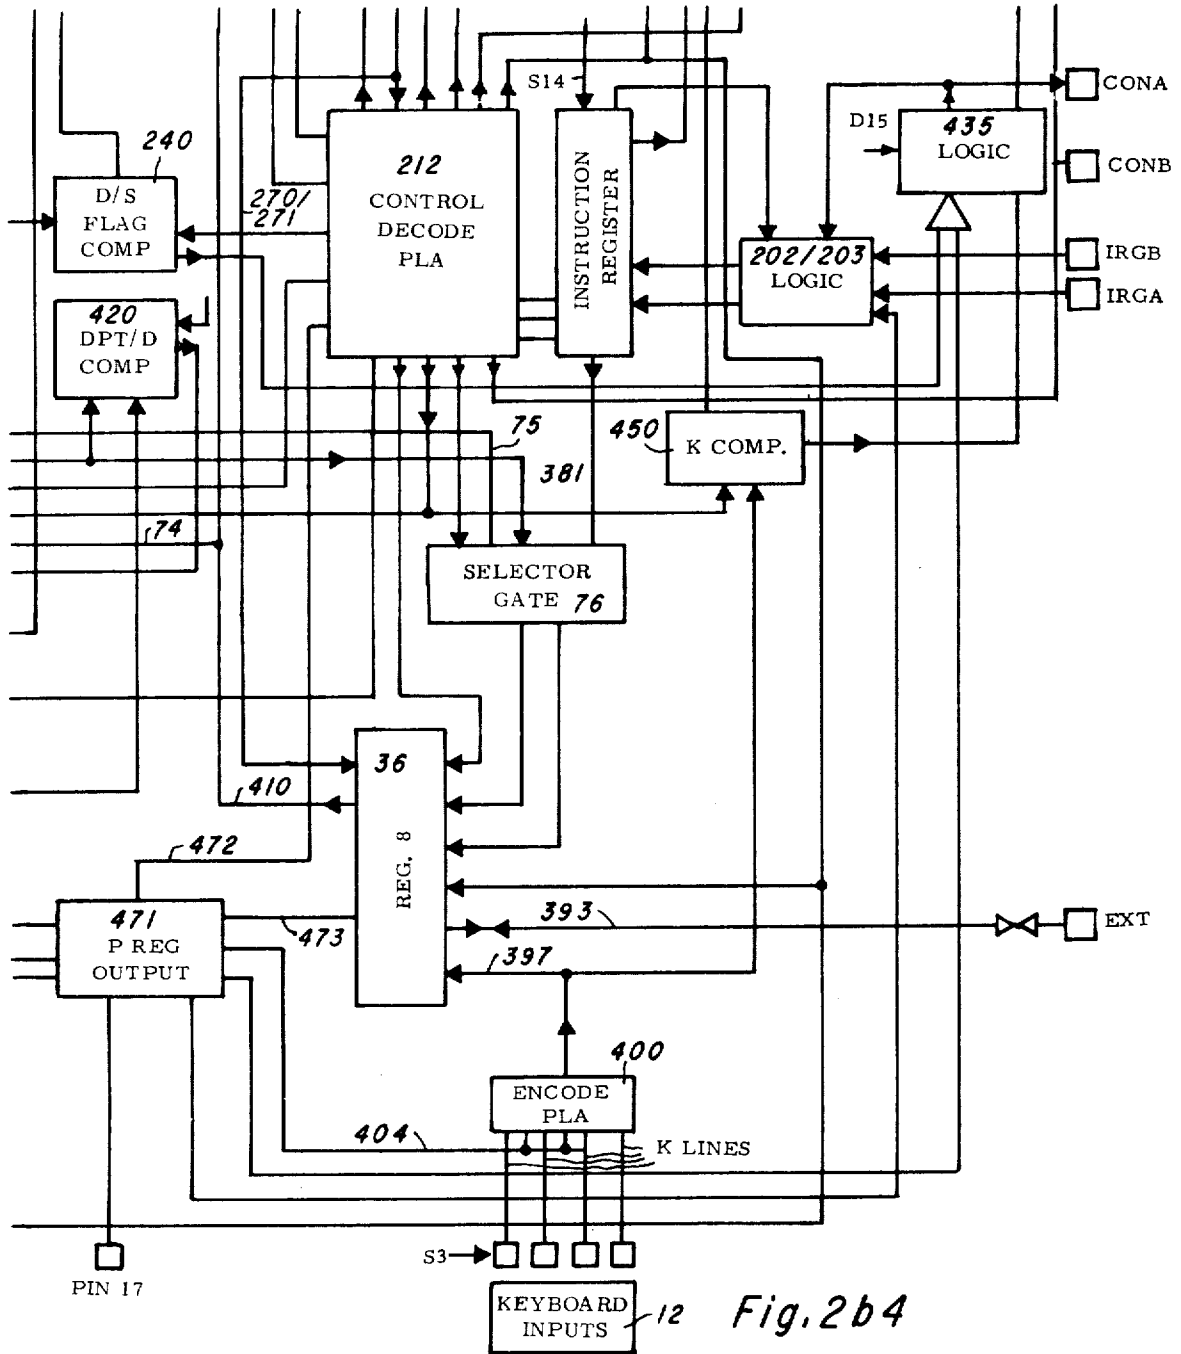 S14
CONA
435
LOGIC
D15
240
212
CONTROL
DECODE
PLA
INSTRUCTION
REGISTER
CONB
D/S
FLAG
COMP
270/
271
202/203
LOGIC
IRGB
IRGA
420
DPT/D
COMP
75
450
K COMP.
381
74
SELECTOR
GATE 76
36
REG. 8
410
472
471
P REG
OUTPUT
473
393
EXT
397
400
ENCODE
PLA
404
K LINES
S3
PIN 17
KEYBOARD
INPUTS
12
Fig. 2b4